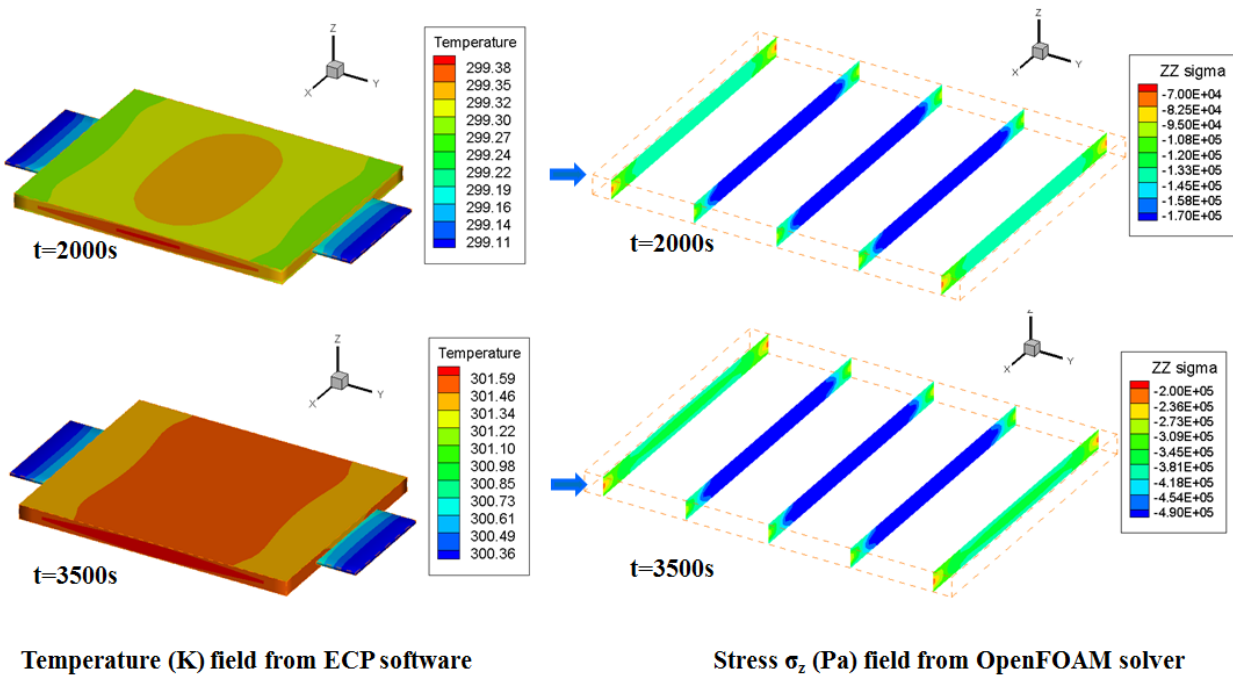 Z
Y
X
Temperature
299.38
299.35
299.32
299.30
299.27
299.24
299.22
299.19
299.16
299.14
299.11
t=2000s
Z
Y
X
ZZ sigma
-7.00E+04
-8.25E+04
-9.50E+04
-1.08E+05
-1.20E+05
-1.33E+05
-1.45E+05
-1.58E+05
-1.70E+05
t=2000s
Z
Y
X
Temperature
301.59
301.46
301.34
301.22
301.10
300.98
300.85
300.73
300.61
300.49
300.36
t=3500s
Z
Y
X
ZZ sigma
-2.00E+05
-2.36E+05
-2.73E+05
-3.09E+05
-3.45E+05
-3.81E+05
-4.18E+05
-4.54E+05
-4.90E+05
t=3500s
Temperature (K) field from ECP software
Stress σz (Pa) field from OpenFOAM solver